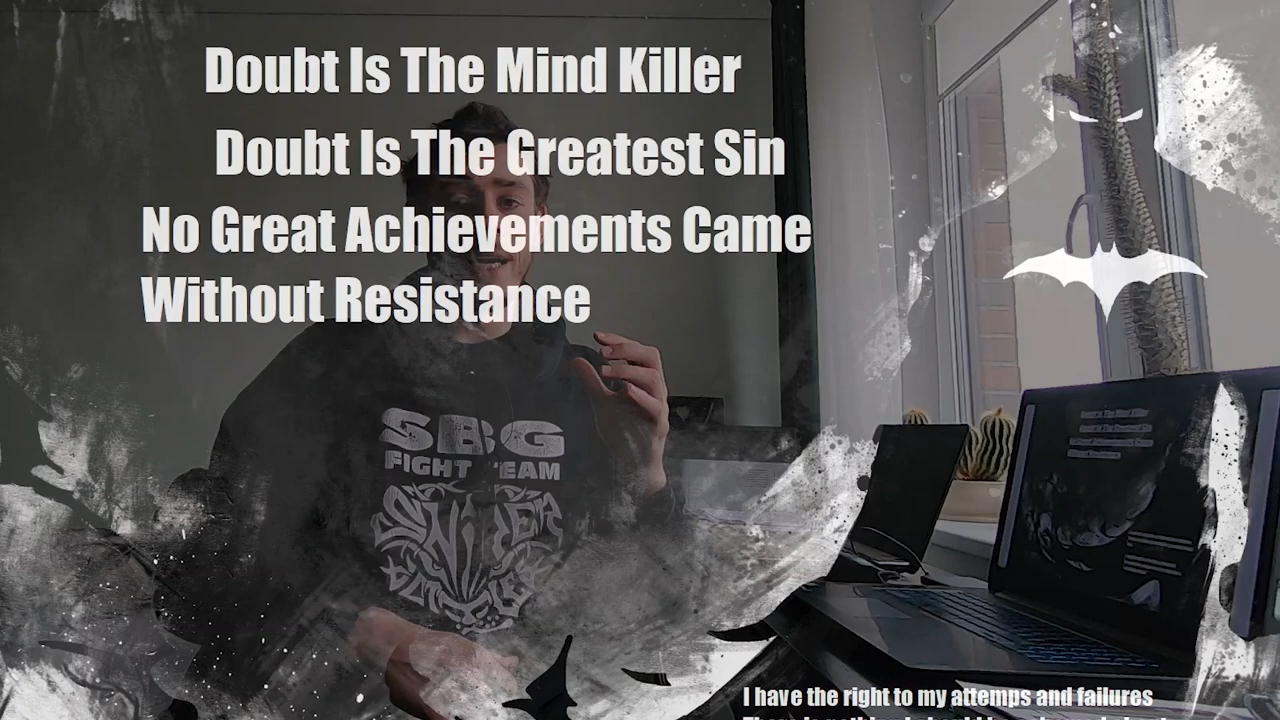 Doubt Is The Mind Killer
Doubt Is The Greatest Sin
No Great Achievements Came
Without Resistance
SBG
FIGHT TEAM
SNIPER
I have the right to my attemps and failures